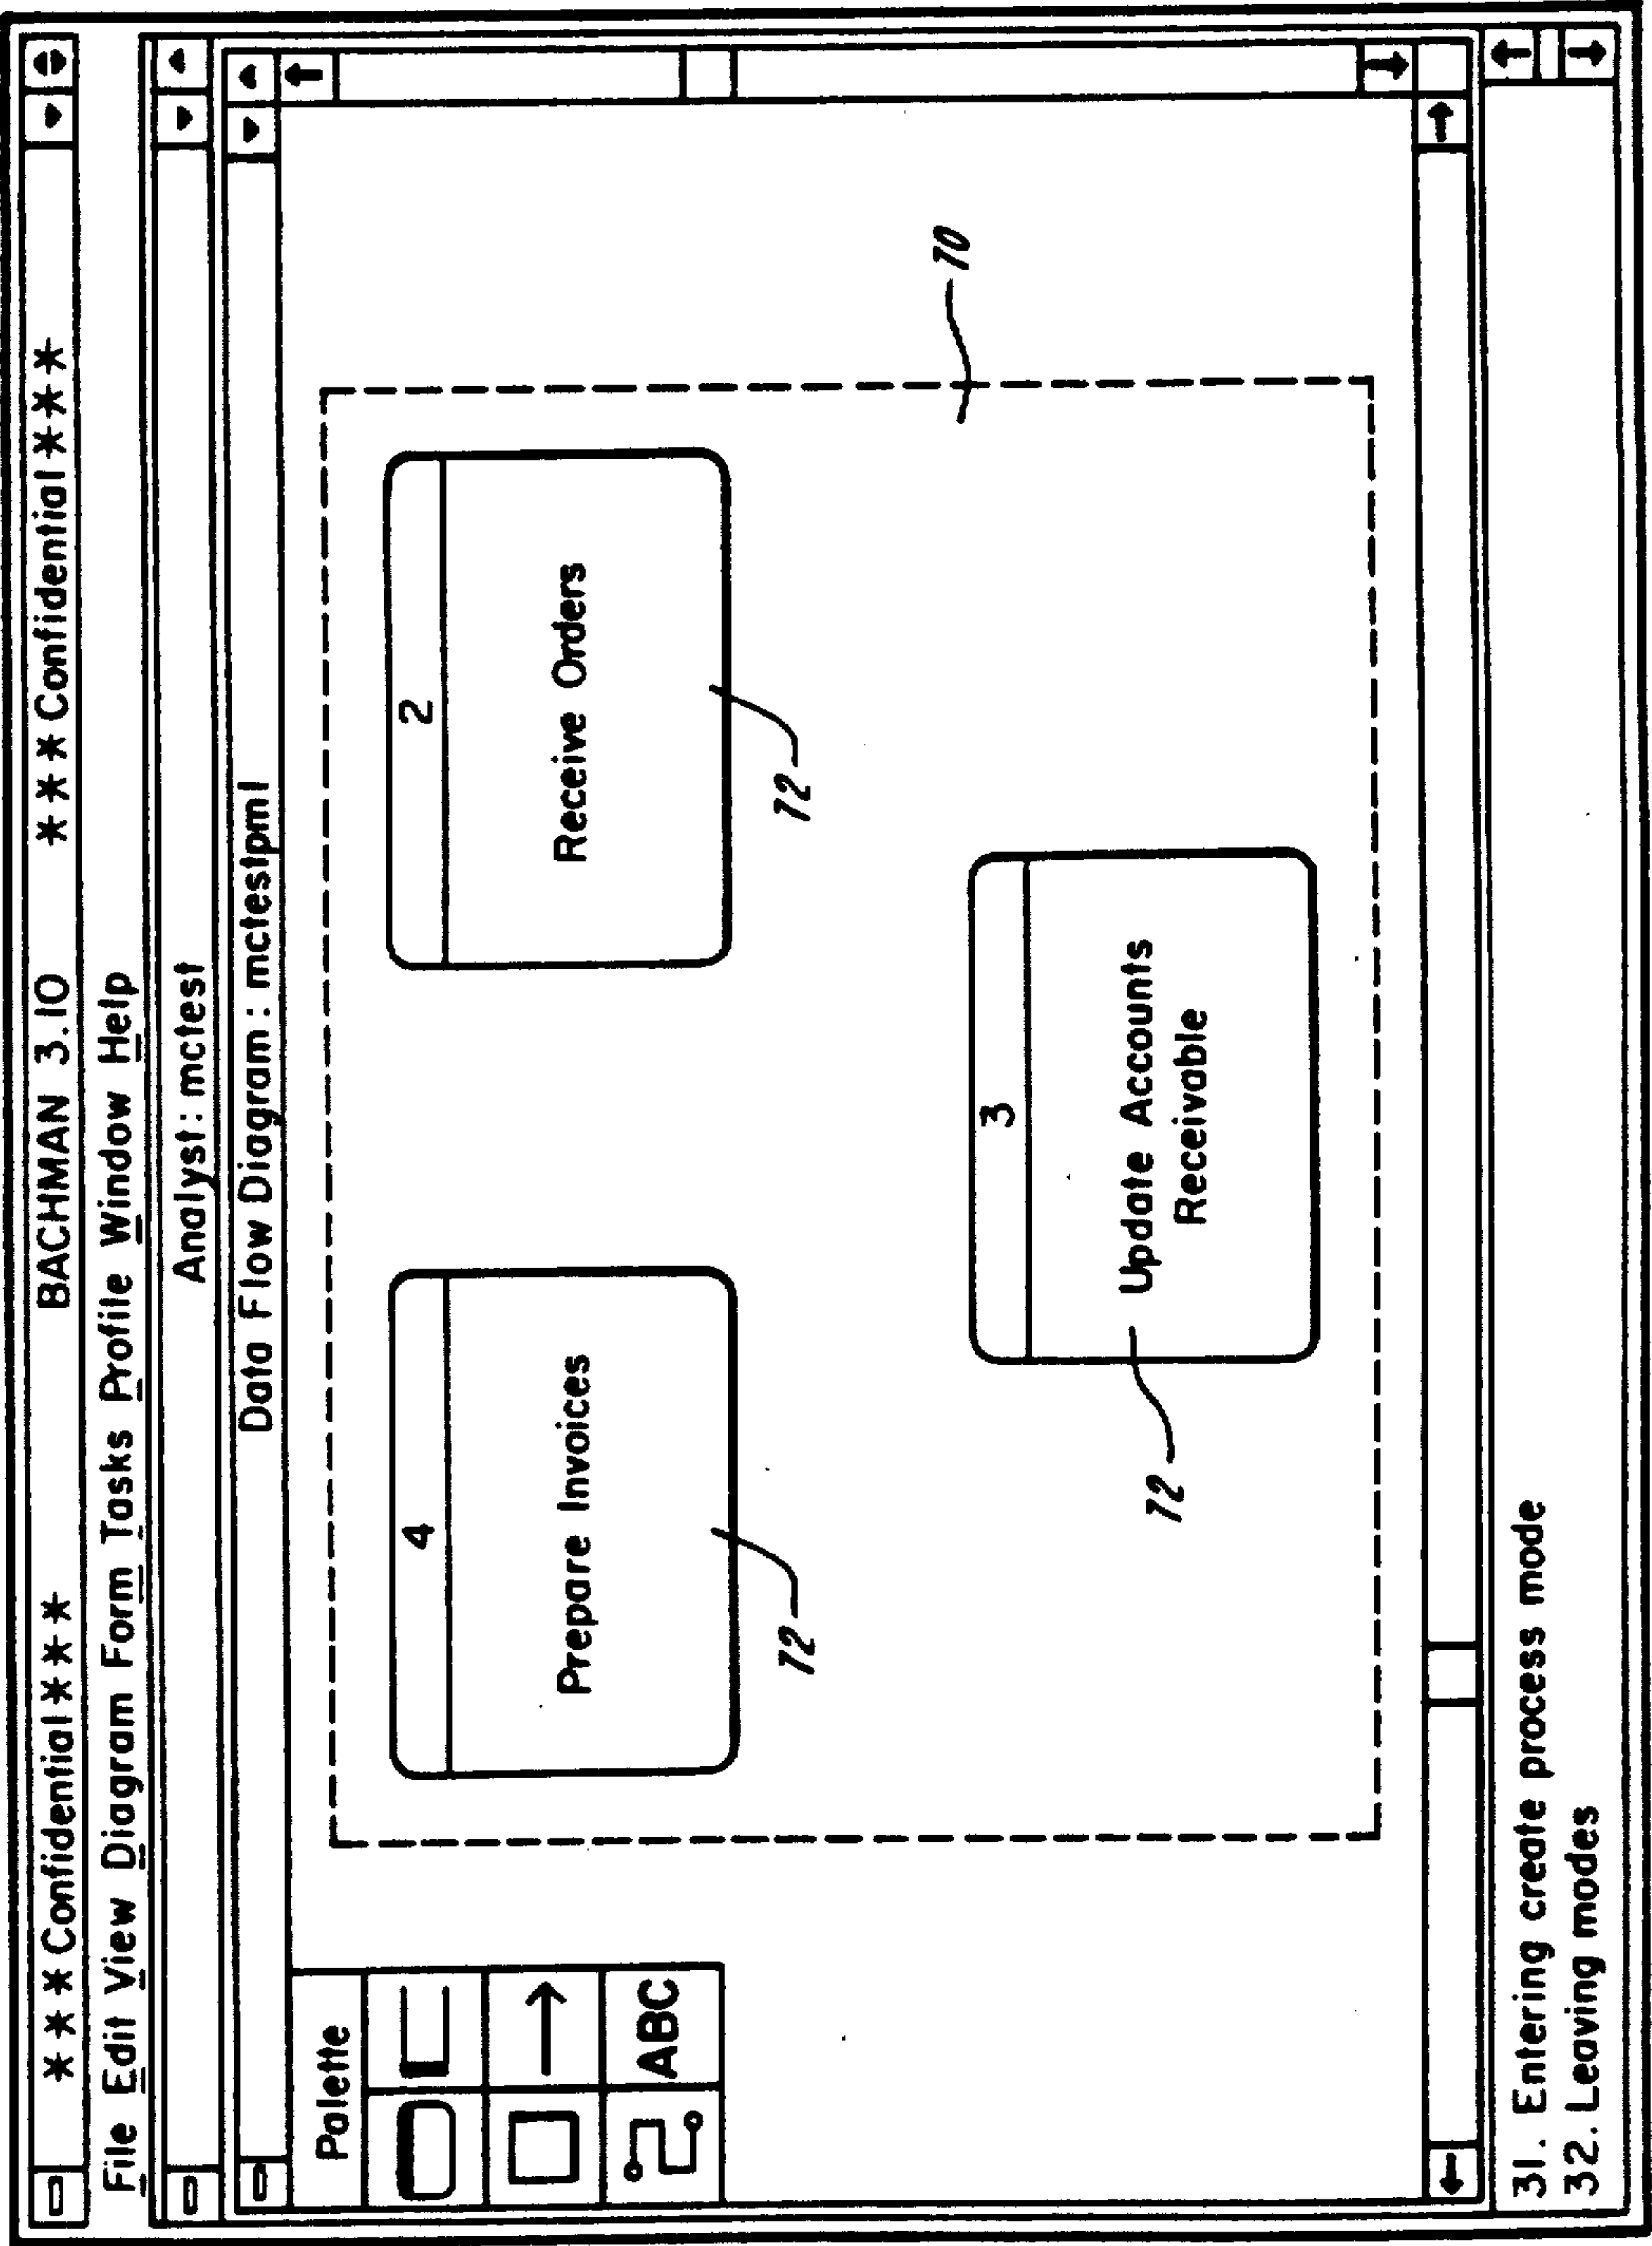 ***Confidential*** BACHMAN 3.10 ***Confidential***
File Edit View Diagram Form Tasks Profile Window Help
Analyst: mctest
Data Flow Diagram: mctestpml
Palette
ABC
4
Prepare Invoices
72
2
Receive Orders
72
70
3
Update Accounts
Receivable
72
31. Entering create process mode
32. Leaving modes